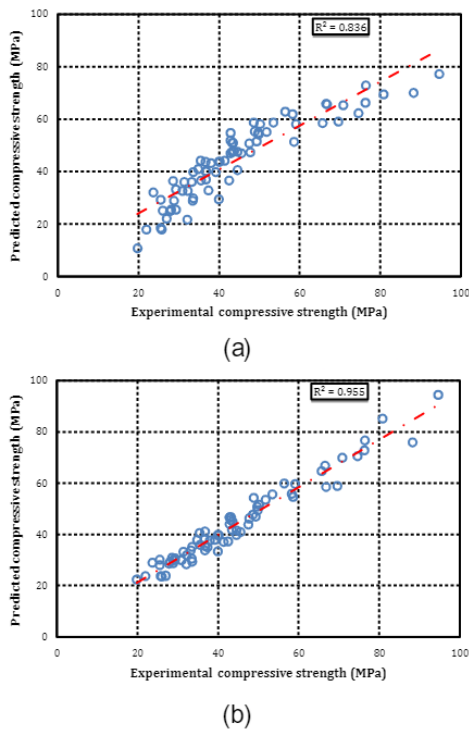 (a)
100
R² = 0.836
80
60
40
20
0
Predicted compressive strength (MPa)
0 20 40 60 80 100
Experimental compressive strength (MPa)
(a)
100
R² = 0.955
80
60
40
20
0
Predicted compressive strength (MPa)
0 20 40 60 80 100
Experimental compressive strength (MPa)
(b)